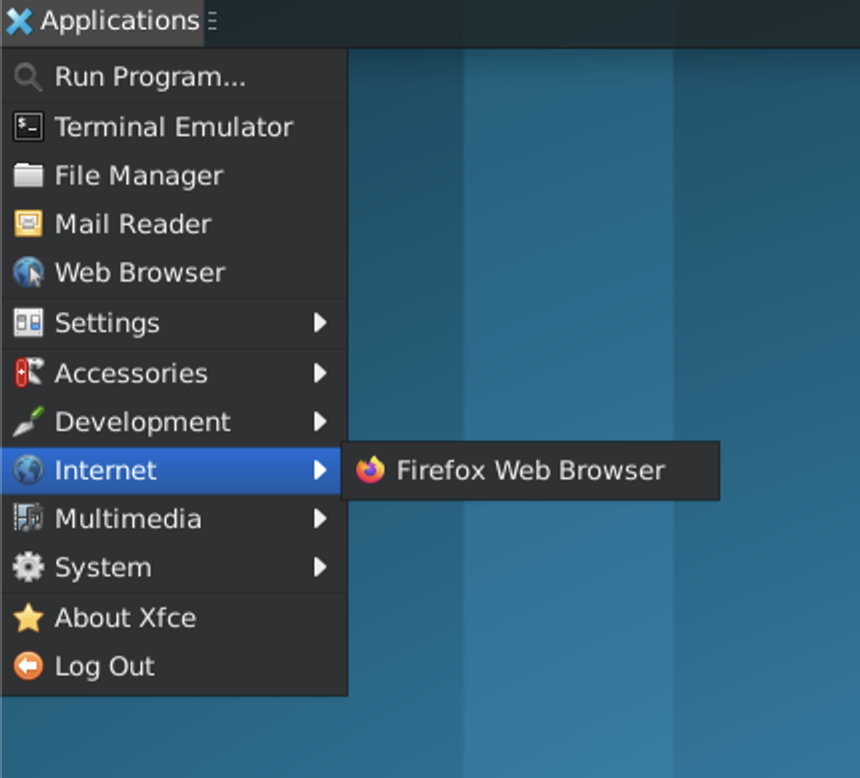 Applications
Run Program...
Terminal Emulator
File Manager
Mail Reader
Web Browser
Settings
Accessories
Development
Internet
Firefox Web Browser
Multimedia
System
About Xfce
Log Out